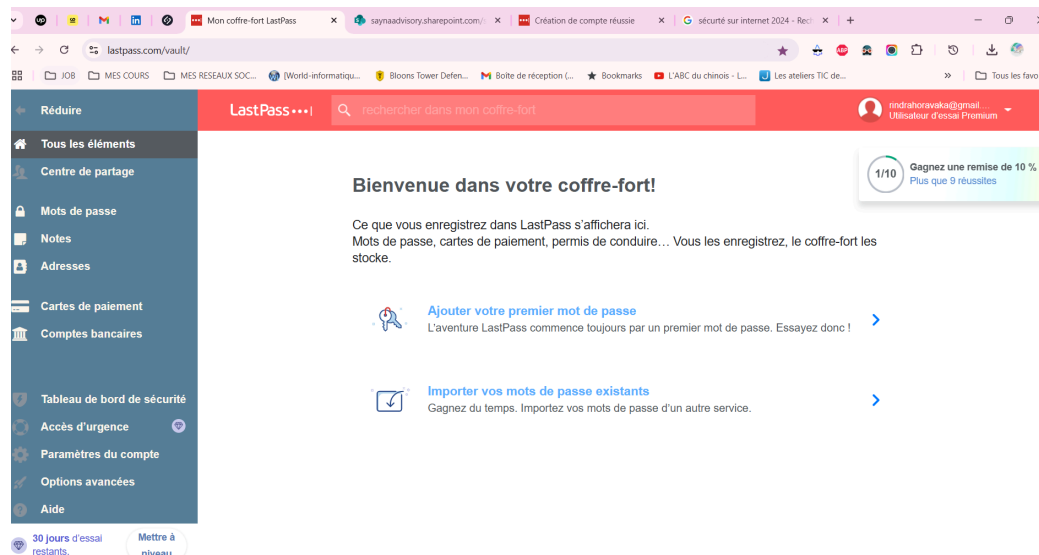 Mon coffre-fort LastPass
saynaadvisory.sharepoint.com/
Création de compte réussie
sécurté sur internet 2024 - Rech
lastpass.com/vault/
JOB
MES COURS
MES RESEAUX SOC...
[World-informatiqu...
Bloons Tower Defen...
Boîte de réception (...
Bookmarks
L'ABC du chinois - L...
Les ateliers TIC de...
Tous les favo
Réduire
LastPass
rechercher dans mon coffre-fort
rindrahoravaka@gmail....
Utilisateur d'essai Premium
Tous les éléments
Centre de partage
Mots de passe
Notes
Adresses
Cartes de paiement
Comptes bancaires
Tableau de bord de sécurité
Accès d'urgence
Paramètres du compte
Options avancées
Aide
30 jours d'essai
restants.
Mettre à
niveau
1/10
Gagnez une remise de 10 %
Plus que 9 réussites
Bienvenue dans votre coffre-fort!
Ce que vous enregistrez dans LastPass s'affichera ici.
Mots de passe, cartes de paiement, permis de conduire… Vous les enregistrez, le coffre-fort les
stocke.
Ajouter votre premier mot de passe
L'aventure LastPass commence toujours par un premier mot de passe. Essayez donc !
Importer vos mots de passe existants
Gagnez du temps. Importez vos mots de passe d'un autre service.